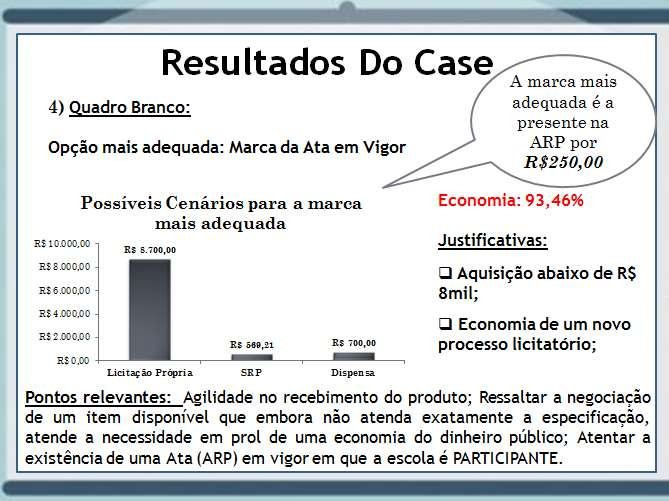 Resultados Do Case
A marca mais
adequada é a
presente na
ARP por
R$250,00
4) Quadro Branco:
Opção mais adequada: Marca da Ata em Vigor
Possíveis Cenários para a marca
mais adequada
R$ 10.000,00
R$ 8.000,00
R$ 6.000,00
R$ 4.000,00
R$ 2.000,00
R$ 0,00
R$ 8.700,00
R$ 569,21
R$ 700,00
Licitação Própria
SRP
Dispensa
Economia: 93,46%
Justificativas:
❑ Aquisição abaixo de R$
8mil;
❑ Economia de um novo
processo licitatório;
Pontos relevantes: Agilidade no recebimento do produto; Ressaltar a negociação
de um item disponível que embora não atenda exatamente a especificação,
atende a necessidade em prol de uma economia do dinheiro público; Atentar a
existência de uma Ata (ARP) em vigor em que a escola é PARTICIPANTE.